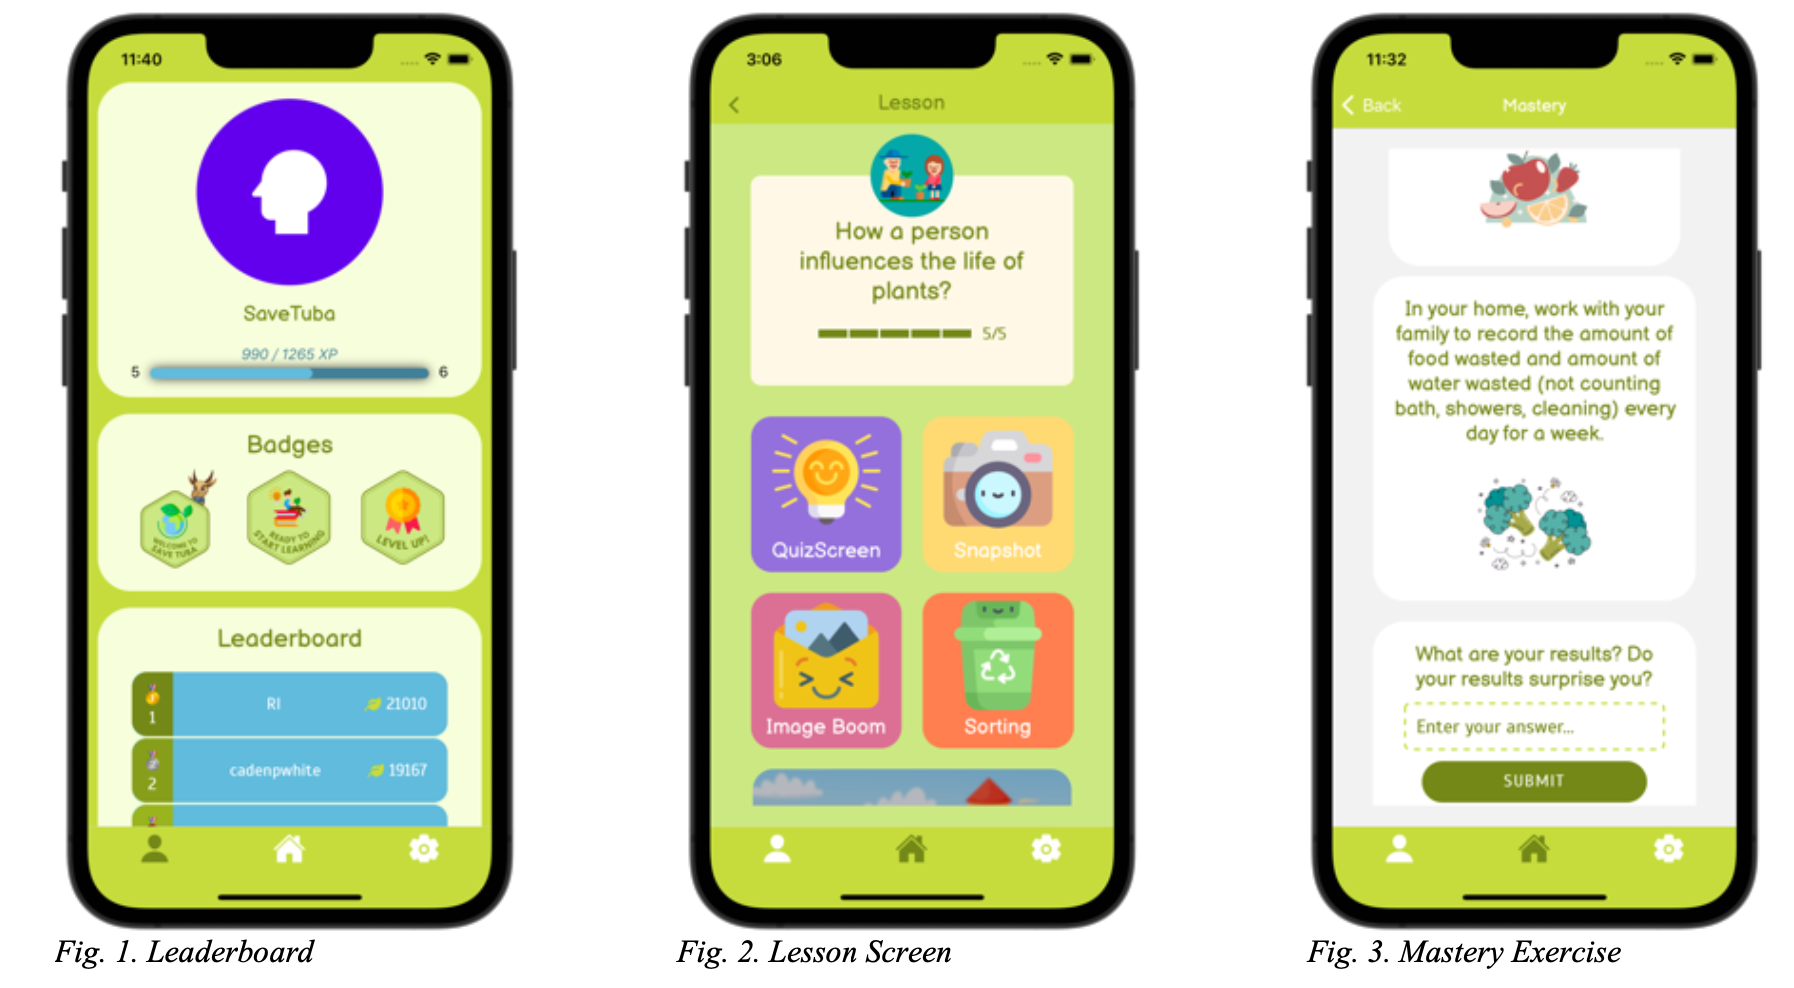 11:40
SaveTuba
990 / 1265 XP
5
6
Badges
WELCOME TO
SAVE TUBA
READY TO
START LEARNING
LEVEL UP!
Leaderboard
1
RI
21010
2
cadenpwhite
19167
Fig. 1. Leaderboard
3:06
Lesson
How a person
influences the life of
plants?
5/5
QuizScreen
Snapshot
Image Boom
Sorting
Fig. 2. Lesson Screen
11:32
Back
Mastery
In your home, work with your
family to record the amount of
food wasted and amount of
water wasted (not counting
bath, showers, cleaning) every
day for a week.
What are your results? Do
your results surprise you?
Enter your answer...
SUBMIT
Fig. 3. Mastery Exercise